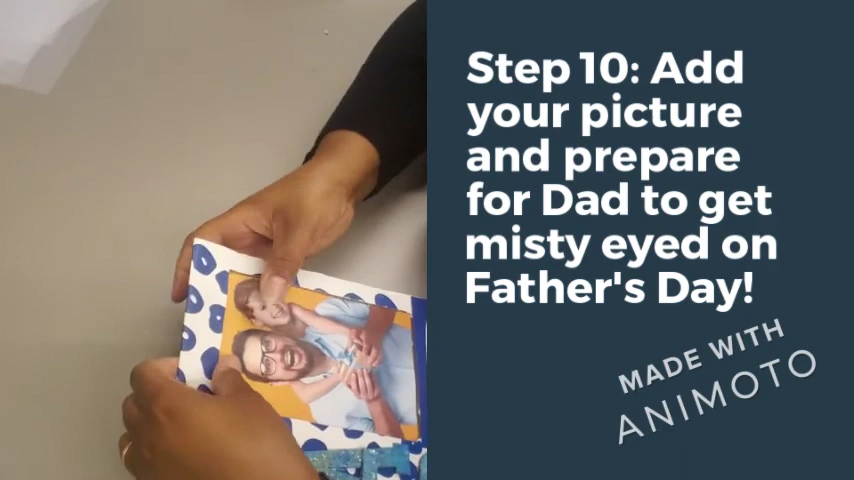 Step 10: Add
your picture
and prepare
for Dad to get
misty eyed on
Father's Day!
MADE WITH
ANIMOTO